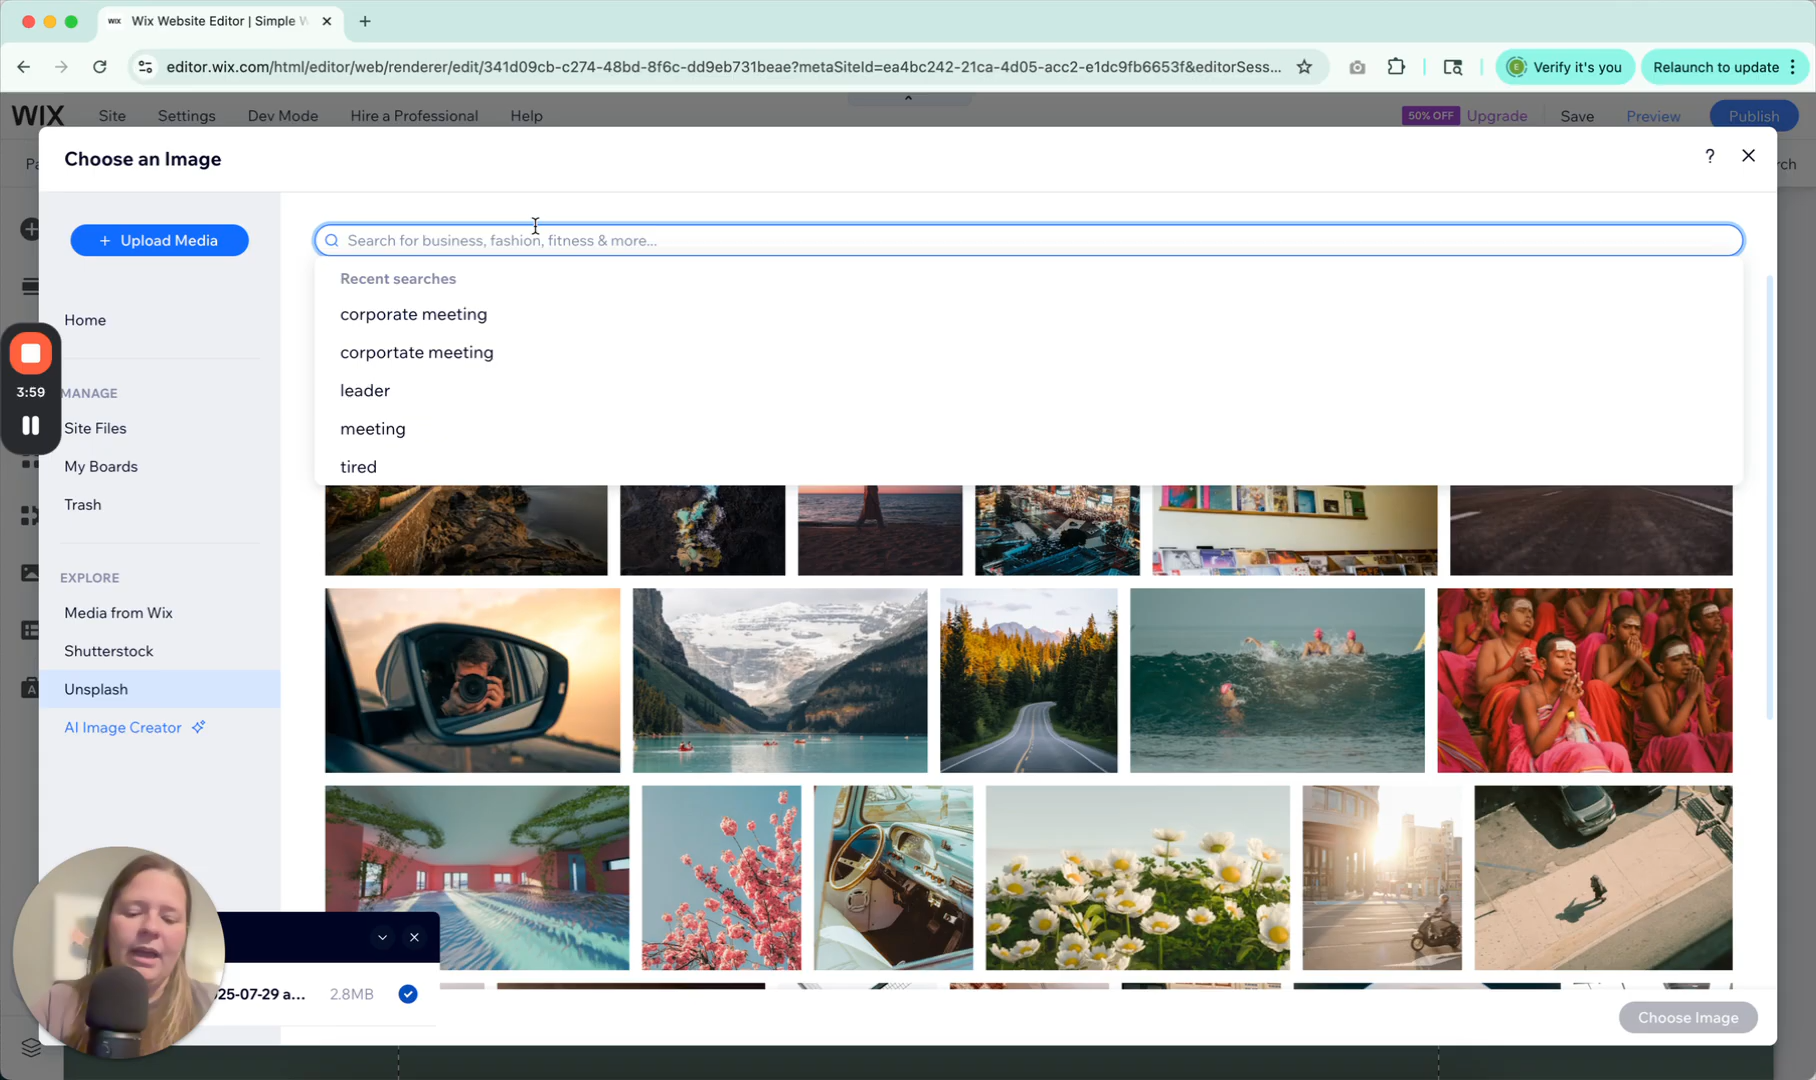 WIX Wix Website Editor | Simple W
editor.wix.com/html/editor/web/renderer/edit/341d09cb-c274-48bd-8f6c-dd9eb731beae?metaSiteId=ea4bc242-21ca-4d05-acc2-e1dc9fb6653f&editorSess...
E Verify it's you
Relaunch to update
WIX Site Settings Dev Mode Hire a Professional Help
50% OFF Upgrade Save Preview Publish
Choose an Image
?
+ Upload Media
Search for business, fashion, fitness & more...
Recent searches
corporate meeting
corportate meeting
leader
meeting
tired
Home
3:59
MANAGE
Site Files
My Boards
Trash
EXPLORE
Media from Wix
Shutterstock
Unsplash
AI Image Creator
25-07-29 a... 2.8MB
Choose Image